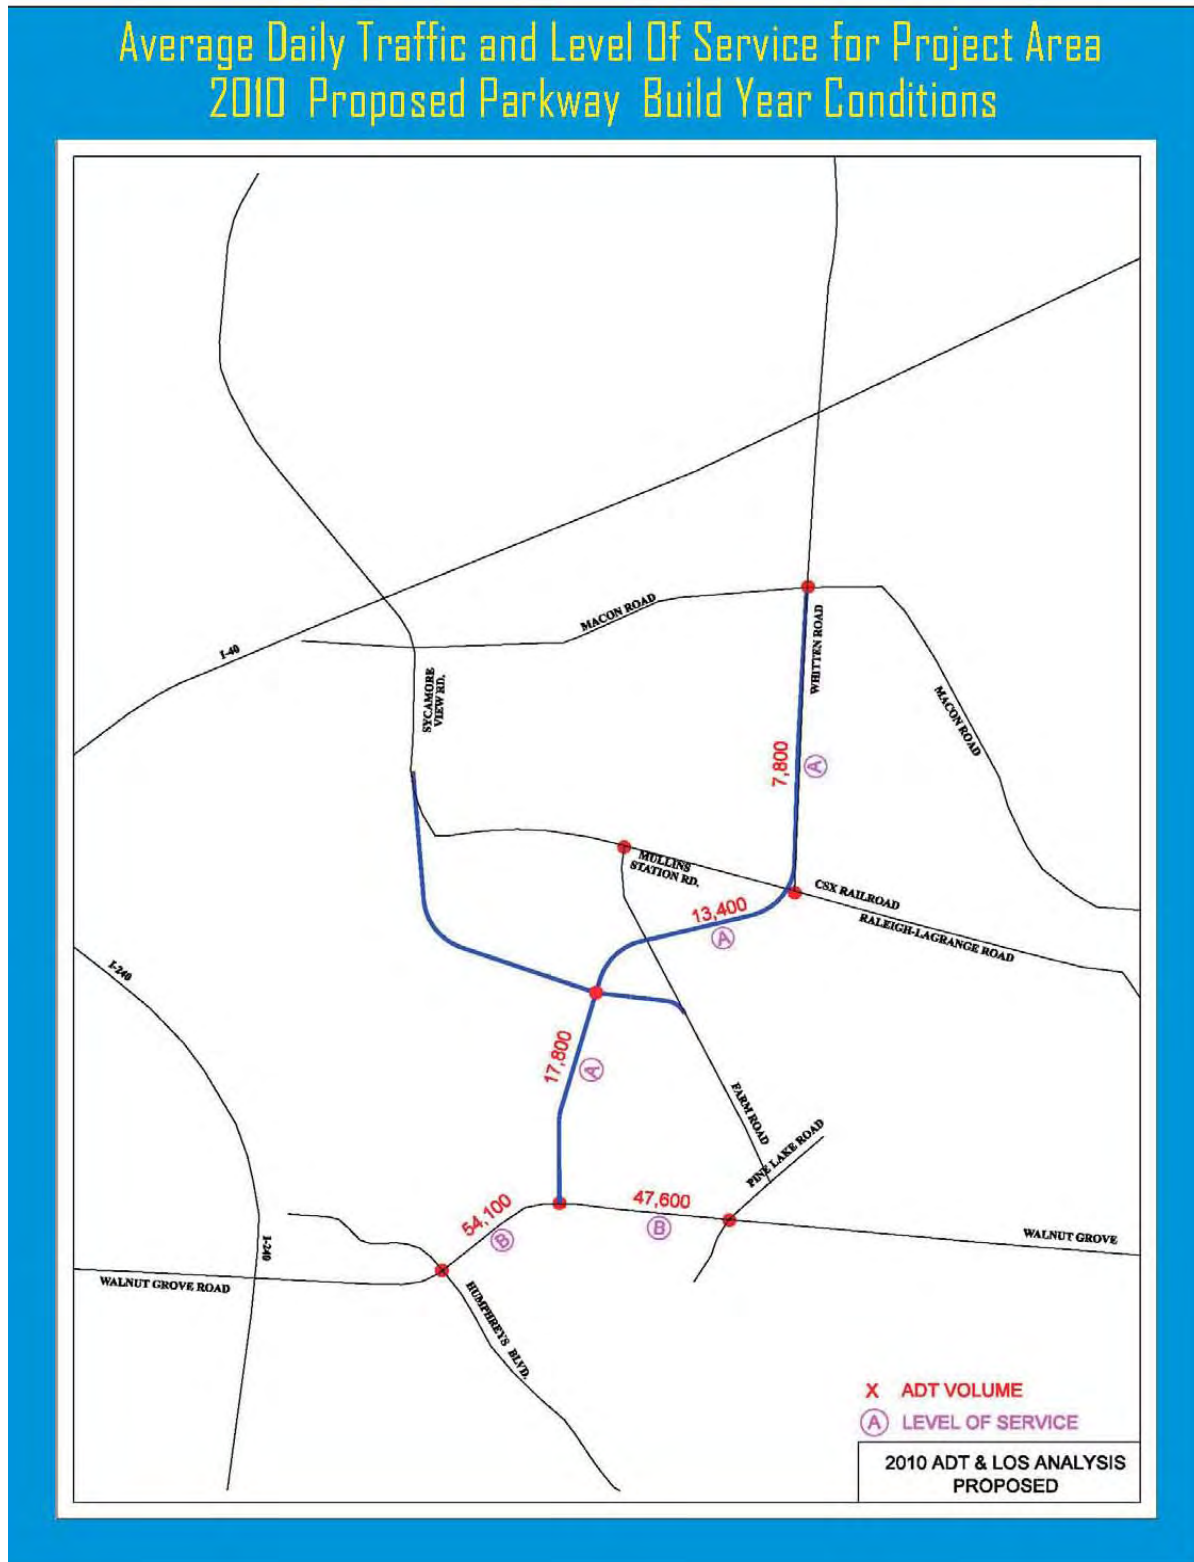 Average Daily Traffic and Level Of Service for Project Area
2010 Proposed Parkway Build Year Conditions
MACON ROAD
WHITTEN ROAD
I-40
SYCAMORE
VIEW RD.
MACON ROAD
7,800
A
MULLINS
STATION RD.
CSX RAILROAD
RALEIGH-LAGRANGE ROAD
13,400
A
I-240
17,800
A
FARM ROAD
PINE LAKE ROAD
54,100
B
47,600
B
WALNUT GROVE
I-240
WALNUT GROVE ROAD
HUMPHREYS BLVD.
X ADT VOLUME
A LEVEL OF SERVICE
2010 ADT & LOS ANALYSIS
PROPOSED